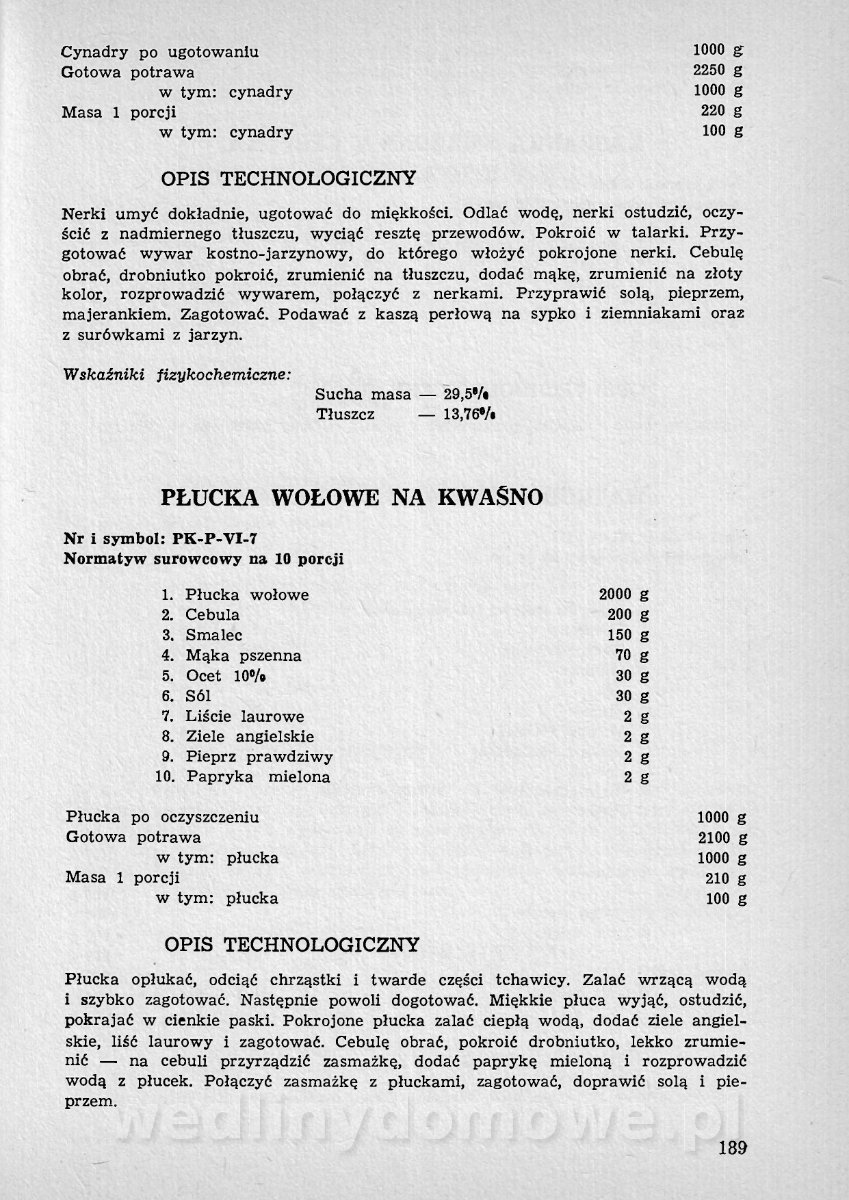 Cynadry po ugotowaniu 1000 g
Gotowa potrawa 2250 g
w tym: cynadry 1000 g
Masa 1 porcji 220 g
w tym: cynadry 100 g
OPIS TECHNOLOGICZNY
Nerki umyć dokładnie, ugotować do miękkości. Odlać wodę, nerki ostudzić, oczy-
ścić z nadmiernego tłuszczu, wyciąć resztę przewodów. Pokroić w talarki. Przy-
gotować wywar kostno-jarzynowy, do którego włożyć pokrojone nerki. Cebulę
obrać, drobniutko pokroić, zrumienić na tłuszczu, dodać mąkę, zrumienić na złoty
kolor, rozprowadzić wywarem, połączyć z nerkami. Przyprawić solą, pieprzem,
majerankiem. Zagotować. Podawać z kaszą perłową na sypko i ziemniakami oraz
z surówkami z jarzyn.
Wskaźniki fizykochemiczne:
Sucha masa — 29,5%
Tłuszcz — 13,76%
PŁUCKA WOŁOWE NA KWAŚNO
Nr i symbol: PK-P-VI-7
Normatyw surowcowy na 10 porcji
1. Płucka wołowe 2000 g
2. Cebula 200 g
3. Smalec 150 g
4. Mąka pszenna 70 g
5. Ocet 10% 30 g
6. Sól 30 g
7. Liście laurowe 2 g
8. Ziele angielskie 2 g
9. Pieprz prawdziwy 2 g
10. Papryka mielona 2 g
Płucka po oczyszczeniu 1000 g
Gotowa potrawa 2100 g
w tym: płucka 1000 g
Masa 1 porcji 210 g
w tym: płucka 100 g
OPIS TECHNOLOGICZNY
Płucka opłukać, odciąć chrząstki i twarde części tchawicy. Zalać wrzącą wodą
i szybko zagotować. Następnie powoli dogotować. Miękkie płuca wyjąć, ostudzić,
pokrajać w cienkie paski. Pokrojone płucka zalać ciepłą wodą, dodać ziele angiel-
skie, liść laurowy i zagotować. Cebulę obrać, pokroić drobniutko, lekko zrumie-
nić — na cebuli przyrządzić zasmażkę, dodać paprykę mieloną i rozprowadzić
wodą z płucek. Połączyć zasmażkę z płuckami, zagotować, doprawić solą i pie-
przem.
wedlinydomowe.pl
189